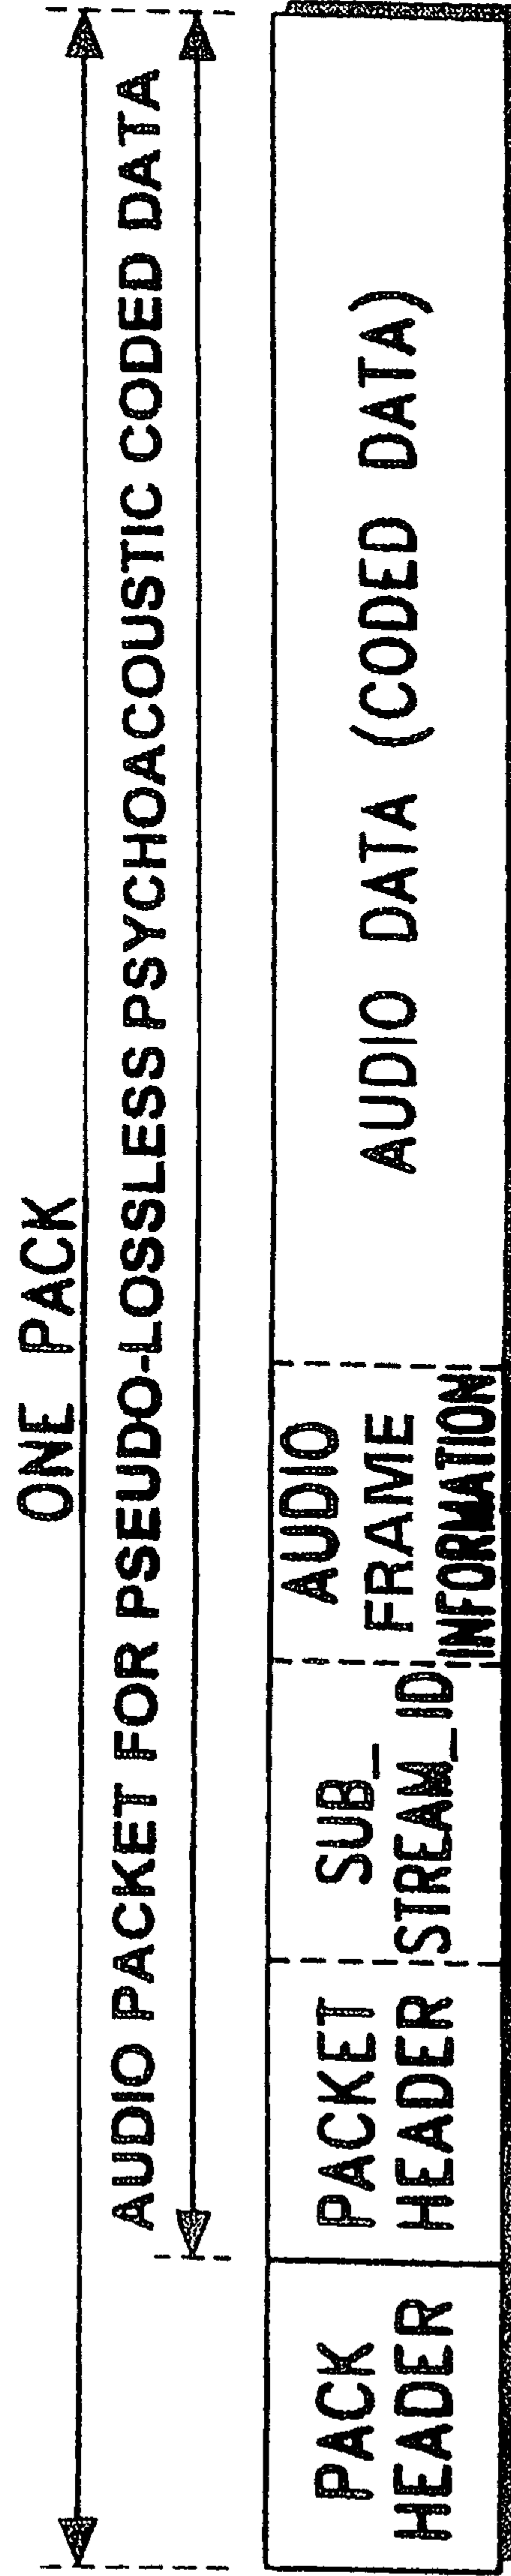 ONE PACK
AUDIO PACKET FOR PSEUDO-LOSSLESS PSYCHOACOUSTIC CODED DATA
PACK
HEADER
PACKET
HEADER
SUB_
STREAM_ID
AUDIO
FRAME
INFORMATION
AUDIO DATA (CODED DATA)